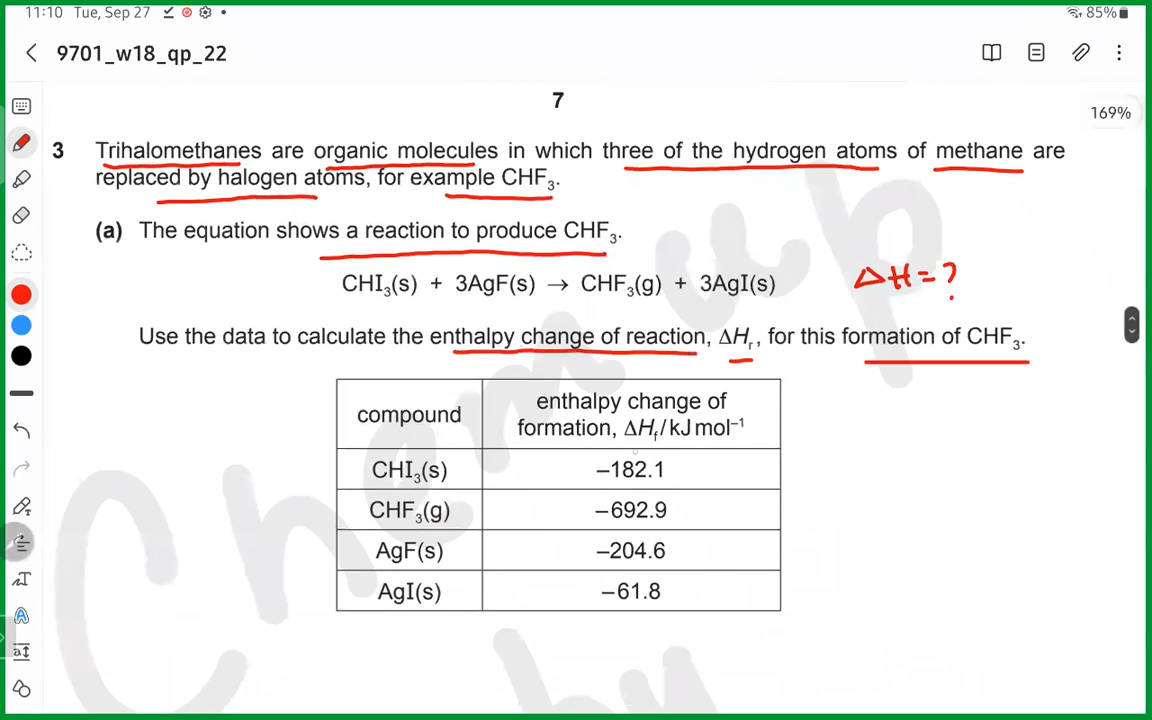 11:10 Tue, Sep 27 85%
9701_w18_qp_22
7
169%
3 Trihalomethanes are organic molecules in which three of the hydrogen atoms of methane are
replaced by halogen atoms, for example CHF₃.
(a) The equation shows a reaction to produce CHF₃.
CHI₃(s) + 3AgF(s) → CHF₃(g) + 3AgI(s) ΔH = ?
Use the data to calculate the enthalpy change of reaction, ΔHᵣ, for this formation of CHF₃.
compound enthalpy change of
formation, ΔH_f/kJ mol⁻¹
CHI₃(s) –182.1
CHF₃(g) –692.9
AgF(s) –204.6
AgI(s) –61.8
Chem up
by